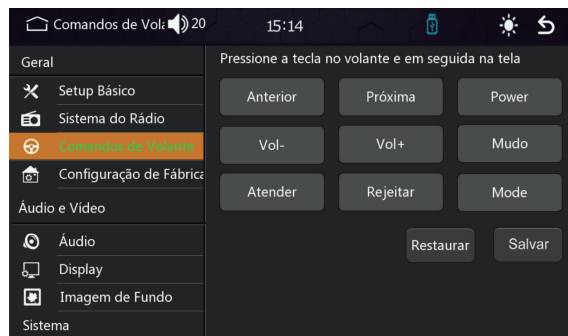 Comandos de Vola 20 15:14
Geral
Setup Básico
Sistema do Rádio
Comandos de Volante
Configuração de Fábrica
Áudio e Vídeo
Áudio
Display
Imagem de Fundo
Sistema
Pressione a tecla no volante e em seguida na tela
Anterior Próxima Power
Vol- Vol+ Mudo
Atender Rejeitar Mode
Restaurar Salvar